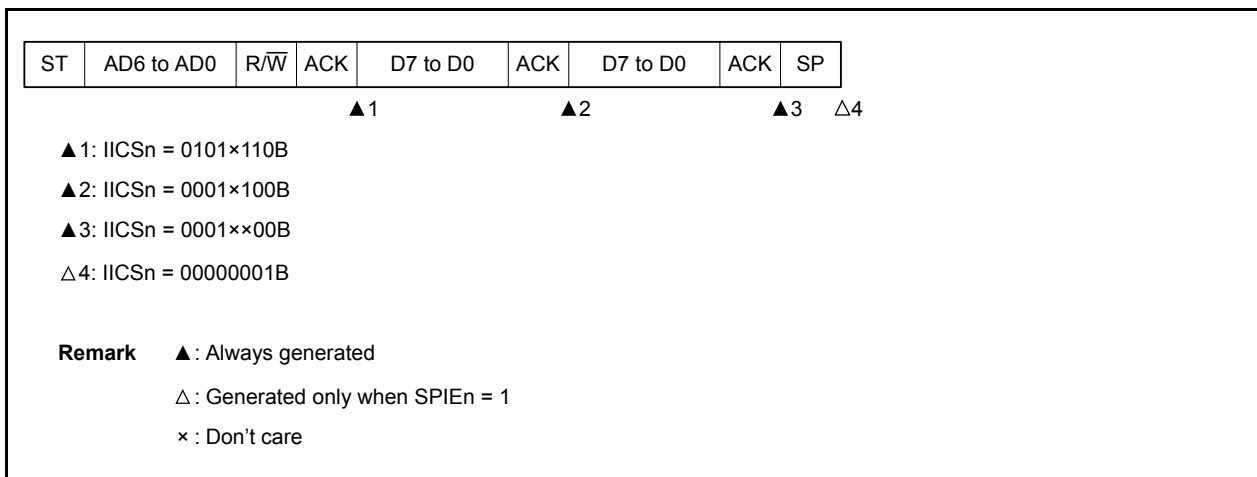 ST AD6 to AD0 R/W̅ ACK D7 to D0 ACK D7 to D0 ACK SP
▲1 ▲2 ▲3 △4
▲1: IICSn = 0101×110B
▲2: IICSn = 0001×100B
▲3: IICSn = 0001××00B
△4: IICSn = 00000001B
Remark ▲: Always generated
△: Generated only when SPIEn = 1
×: Don’t care